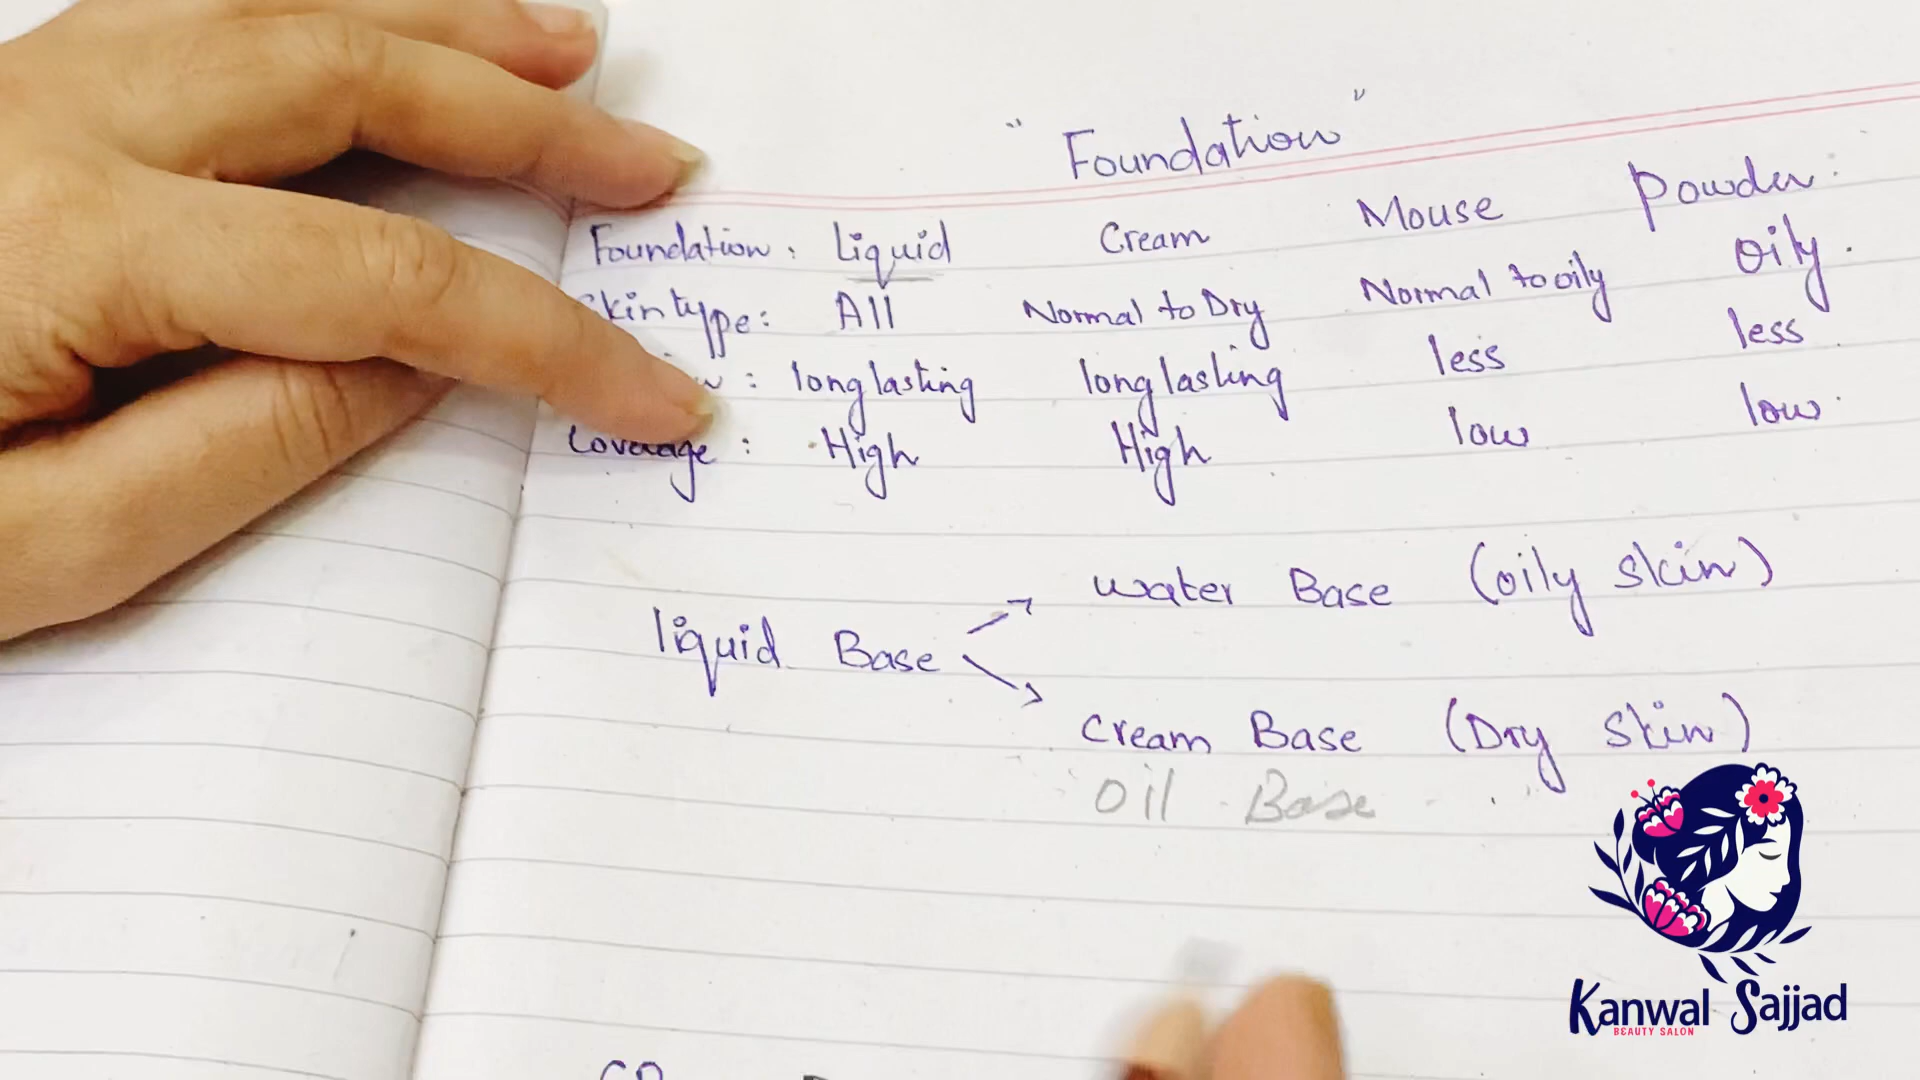 " Foundation "
Foundation : Liquid Cream Mouse Powder.
Skin type : All Normal to Dry Normal to oily oily.
: long lasting long lasting less less
Coverage : High High low low.
liquid Base → water Base (oily skin)
→ cream Base (Dry skin)
oil Base
Kanwal Sajjad
BEAUTY SALON